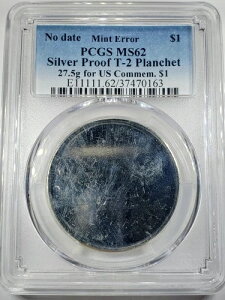 No date Mint Error $1
PCGS MS62
Silver Proof T-2 Planchet
27.5g for US Commem. $1
E11111.62/37470163